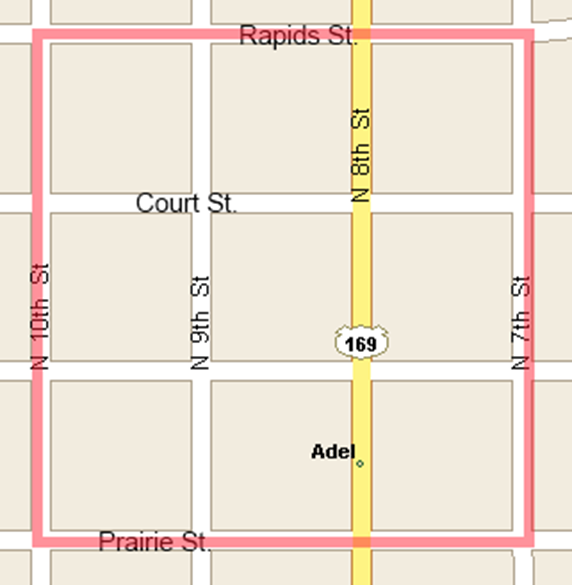 Rapids St.
N 8th St
Court St.
N 10th St
N 9th St
N 7th St
169
Adel
Prairie St.